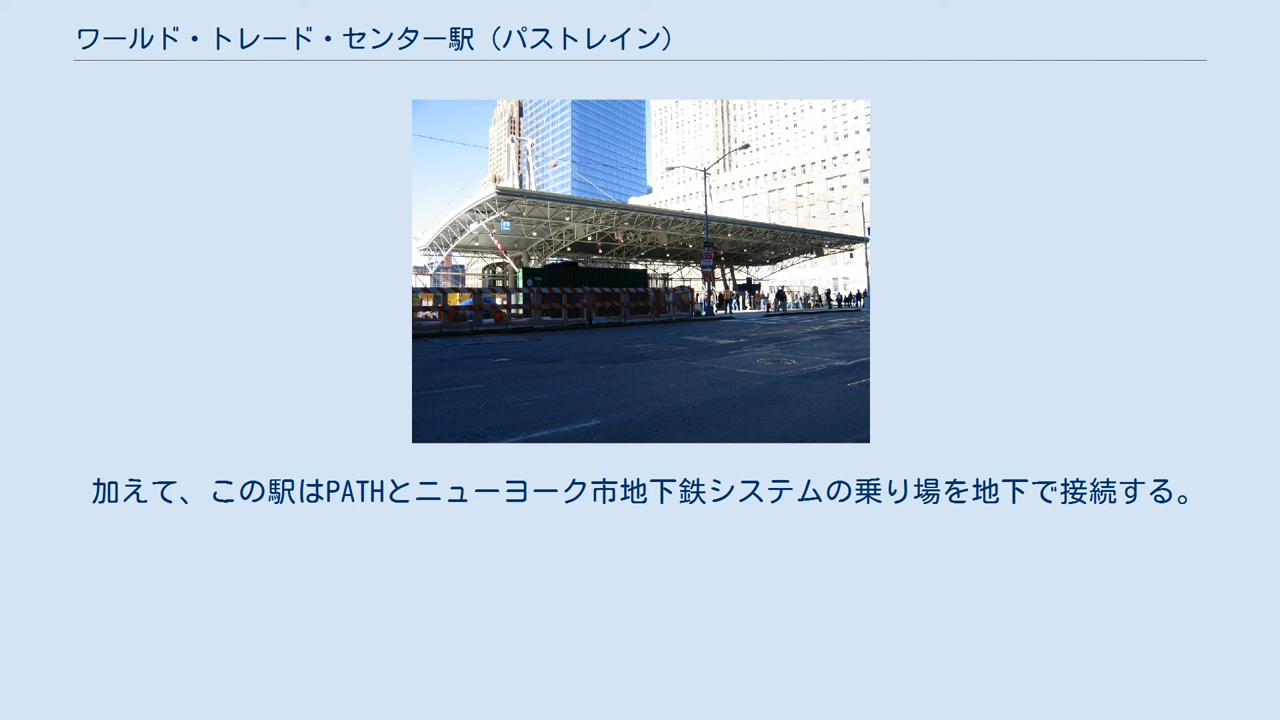 ワールド・トレード・センター駅（パストレイン）
加えて、この駅はPATHとニューヨーク市地下鉄システムの乗り場を地下で接続する。